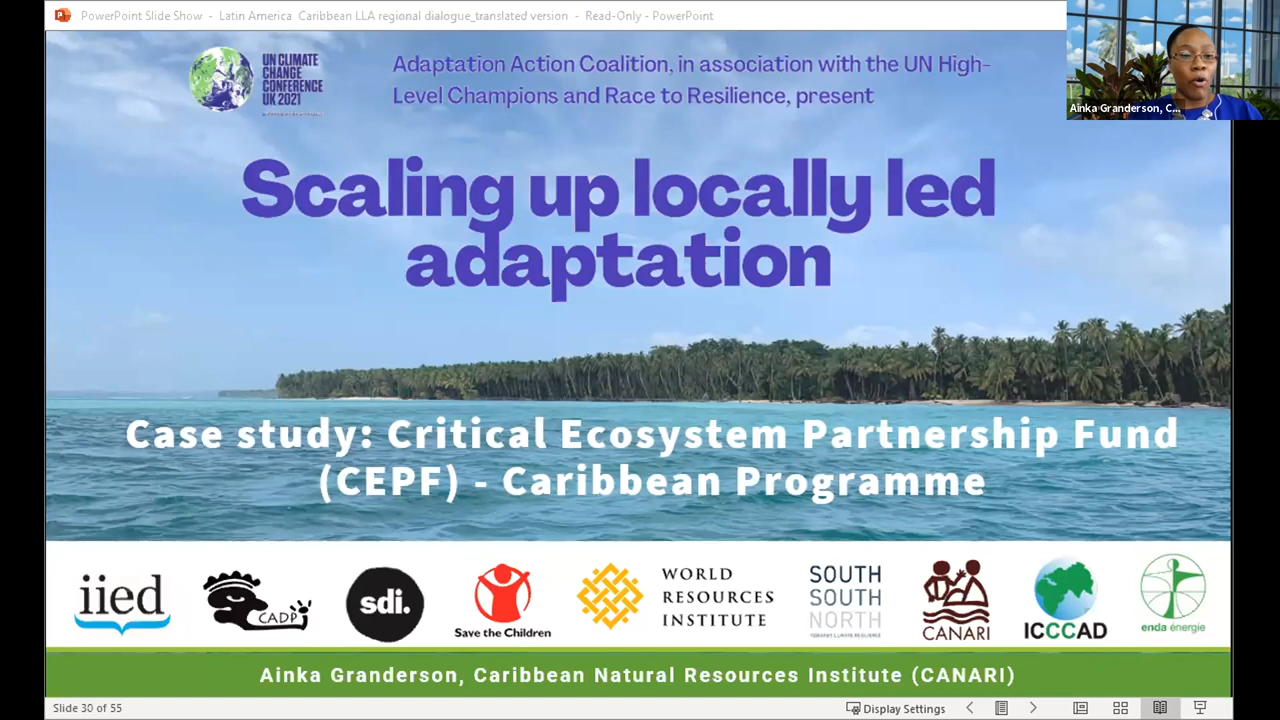 PowerPoint Slide Show - Latin America Caribbean LLA regional dialogue_translated version - Read-Only - PowerPoint
UN CLIMATE
CHANGE
CONFERENCE
UK 2021
Adaptation Action Coalition, in association with the UN High-
Level Champions and Race to Resilience, present
Ainka Granderson, C...
Scaling up locally led
adaptation
Case study: Critical Ecosystem Partnership Fund
(CEPF) - Caribbean Programme
iied
CADP
sdi.
Save the Children
WORLD
RESOURCES
INSTITUTE
SOUTH
SOUTH
NORTH
CANARI
ICCCAD
enda énergie
Ainka Granderson, Caribbean Natural Resources Institute (CANARI)
Slide 30 of 55
Display Settings